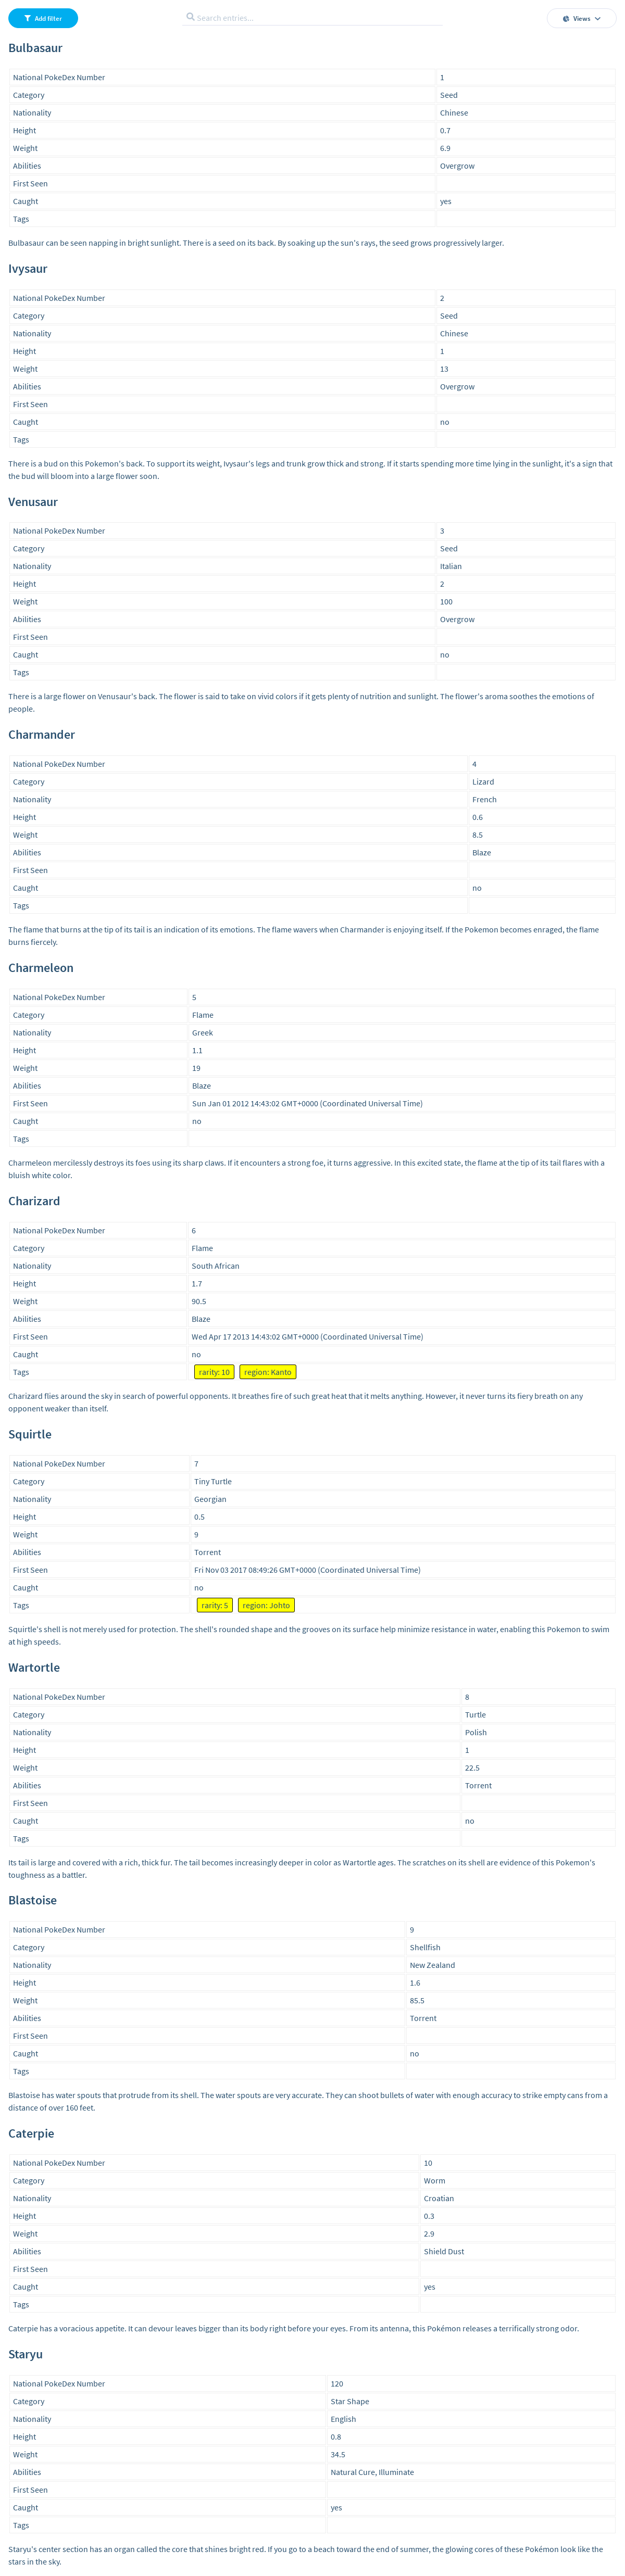 Add filter
Search entries...
Views
Bulbasaur
National PokeDex Number 1
Category Seed
Nationality Chinese
Height 0.7
Weight 6.9
Abilities Overgrow
First Seen
Caught yes
Tags
Bulbasaur can be seen napping in bright sunlight. There is a seed on its back. By soaking up the sun's rays, the seed grows progressively larger.
Ivysaur
National PokeDex Number 2
Category Seed
Nationality Chinese
Height 1
Weight 13
Abilities Overgrow
First Seen
Caught no
Tags
There is a bud on this Pokemon's back. To support its weight, Ivysaur's legs and trunk grow thick and strong. If it starts spending more time lying in the sunlight, it's a sign that
the bud will bloom into a large flower soon.
Venusaur
National PokeDex Number 3
Category Seed
Nationality Italian
Height 2
Weight 100
Abilities Overgrow
First Seen
Caught no
Tags
There is a large flower on Venusaur's back. The flower is said to take on vivid colors if it gets plenty of nutrition and sunlight. The flower's aroma soothes the emotions of
people.
Charmander
National PokeDex Number 4
Category Lizard
Nationality French
Height 0.6
Weight 8.5
Abilities Blaze
First Seen
Caught no
Tags
The flame that burns at the tip of its tail is an indication of its emotions. The flame wavers when Charmander is enjoying itself. If the Pokemon becomes enraged, the flame
burns fiercely.
Charmeleon
National PokeDex Number 5
Category Flame
Nationality Greek
Height 1.1
Weight 19
Abilities Blaze
First Seen Sun Jan 01 2012 14:43:02 GMT+0000 (Coordinated Universal Time)
Caught no
Tags
Charmeleon mercilessly destroys its foes using its sharp claws. If it encounters a strong foe, it turns aggressive. In this excited state, the flame at the tip of its tail flares with a
bluish white color.
Charizard
National PokeDex Number 6
Category Flame
Nationality South African
Height 1.7
Weight 90.5
Abilities Blaze
First Seen Wed Apr 17 2013 14:43:02 GMT+0000 (Coordinated Universal Time)
Caught no
Tags rarity: 10 region: Kanto
Charizard flies around the sky in search of powerful opponents. It breathes fire of such great heat that it melts anything. However, it never turns its fiery breath on any
opponent weaker than itself.
Squirtle
National PokeDex Number 7
Category Tiny Turtle
Nationality Georgian
Height 0.5
Weight 9
Abilities Torrent
First Seen Fri Nov 03 2017 08:49:26 GMT+0000 (Coordinated Universal Time)
Caught no
Tags rarity: 5 region: Johto
Squirtle's shell is not merely used for protection. The shell's rounded shape and the grooves on its surface help minimize resistance in water, enabling this Pokemon to swim
at high speeds.
Wartortle
National PokeDex Number 8
Category Turtle
Nationality Polish
Height 1
Weight 22.5
Abilities Torrent
First Seen
Caught no
Tags
Its tail is large and covered with a rich, thick fur. The tail becomes increasingly deeper in color as Wartortle ages. The scratches on its shell are evidence of this Pokemon's
toughness as a battler.
Blastoise
National PokeDex Number 9
Category Shellfish
Nationality New Zealand
Height 1.6
Weight 85.5
Abilities Torrent
First Seen
Caught no
Tags
Blastoise has water spouts that protrude from its shell. The water spouts are very accurate. They can shoot bullets of water with enough accuracy to strike empty cans from a
distance of over 160 feet.
Caterpie
National PokeDex Number 10
Category Worm
Nationality Croatian
Height 0.3
Weight 2.9
Abilities Shield Dust
First Seen
Caught yes
Tags
Caterpie has a voracious appetite. It can devour leaves bigger than its body right before your eyes. From its antenna, this Pokémon releases a terrifically strong odor.
Staryu
National PokeDex Number 120
Category Star Shape
Nationality English
Height 0.8
Weight 34.5
Abilities Natural Cure, Illuminate
First Seen
Caught yes
Tags
Staryu's center section has an organ called the core that shines bright red. If you go to a beach toward the end of summer, the glowing cores of these Pokémon look like the
stars in the sky.